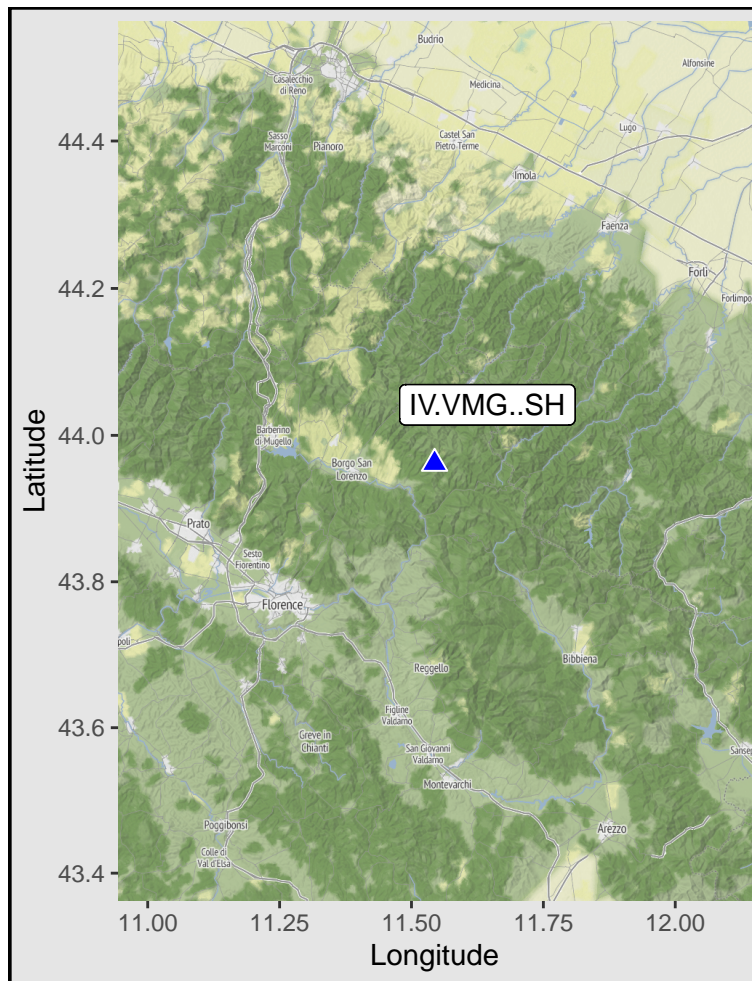 Budrio
Alfonsine
Casalecchio
di Reno
Medicina
Lugo
Sasso
Marconi
Pianoro
Castel San
Pietro Terme
Imola
Faenza
Forlì
Forlimpo
IV.VMG..SH
Barberino
di Mugello
Borgo San
Lorenzo
Prato
Sesto
Fiorentino
Florence
poli
Reggello
Bibbiena
Figline
Valdarno
Greve in
Chianti
San Giovanni
Valdarno
Sansep
Montevarchi
Poggibonsi
Arezzo
Colle di
Val d'Elsa
44.4
44.2
44.0
43.8
43.6
43.4
Latitude
11.00
11.25
11.50
11.75
12.00
Longitude